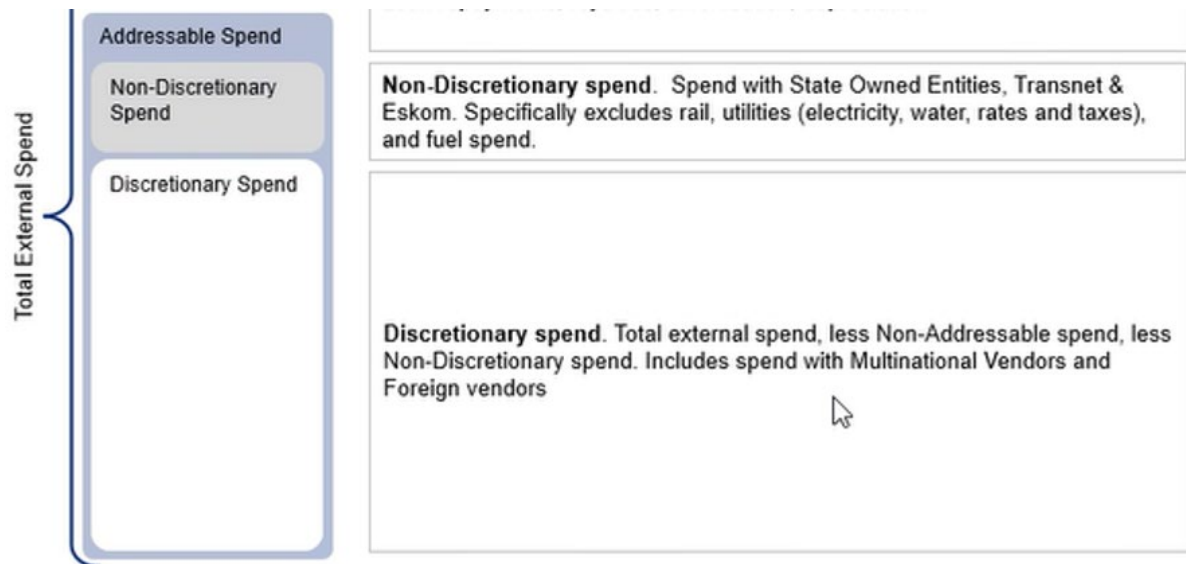 Addressable Spend
Non-Discretionary
Spend
Discretionary Spend
Total External Spend
Non-Discretionary spend. Spend with State Owned Entities, Transnet &
Eskom. Specifically excludes rail, utilities (electricity, water, rates and taxes),
and fuel spend.
Discretionary spend. Total external spend, less Non-Addressable spend, less
Non-Discretionary spend. Includes spend with Multinational Vendors and
Foreign vendors